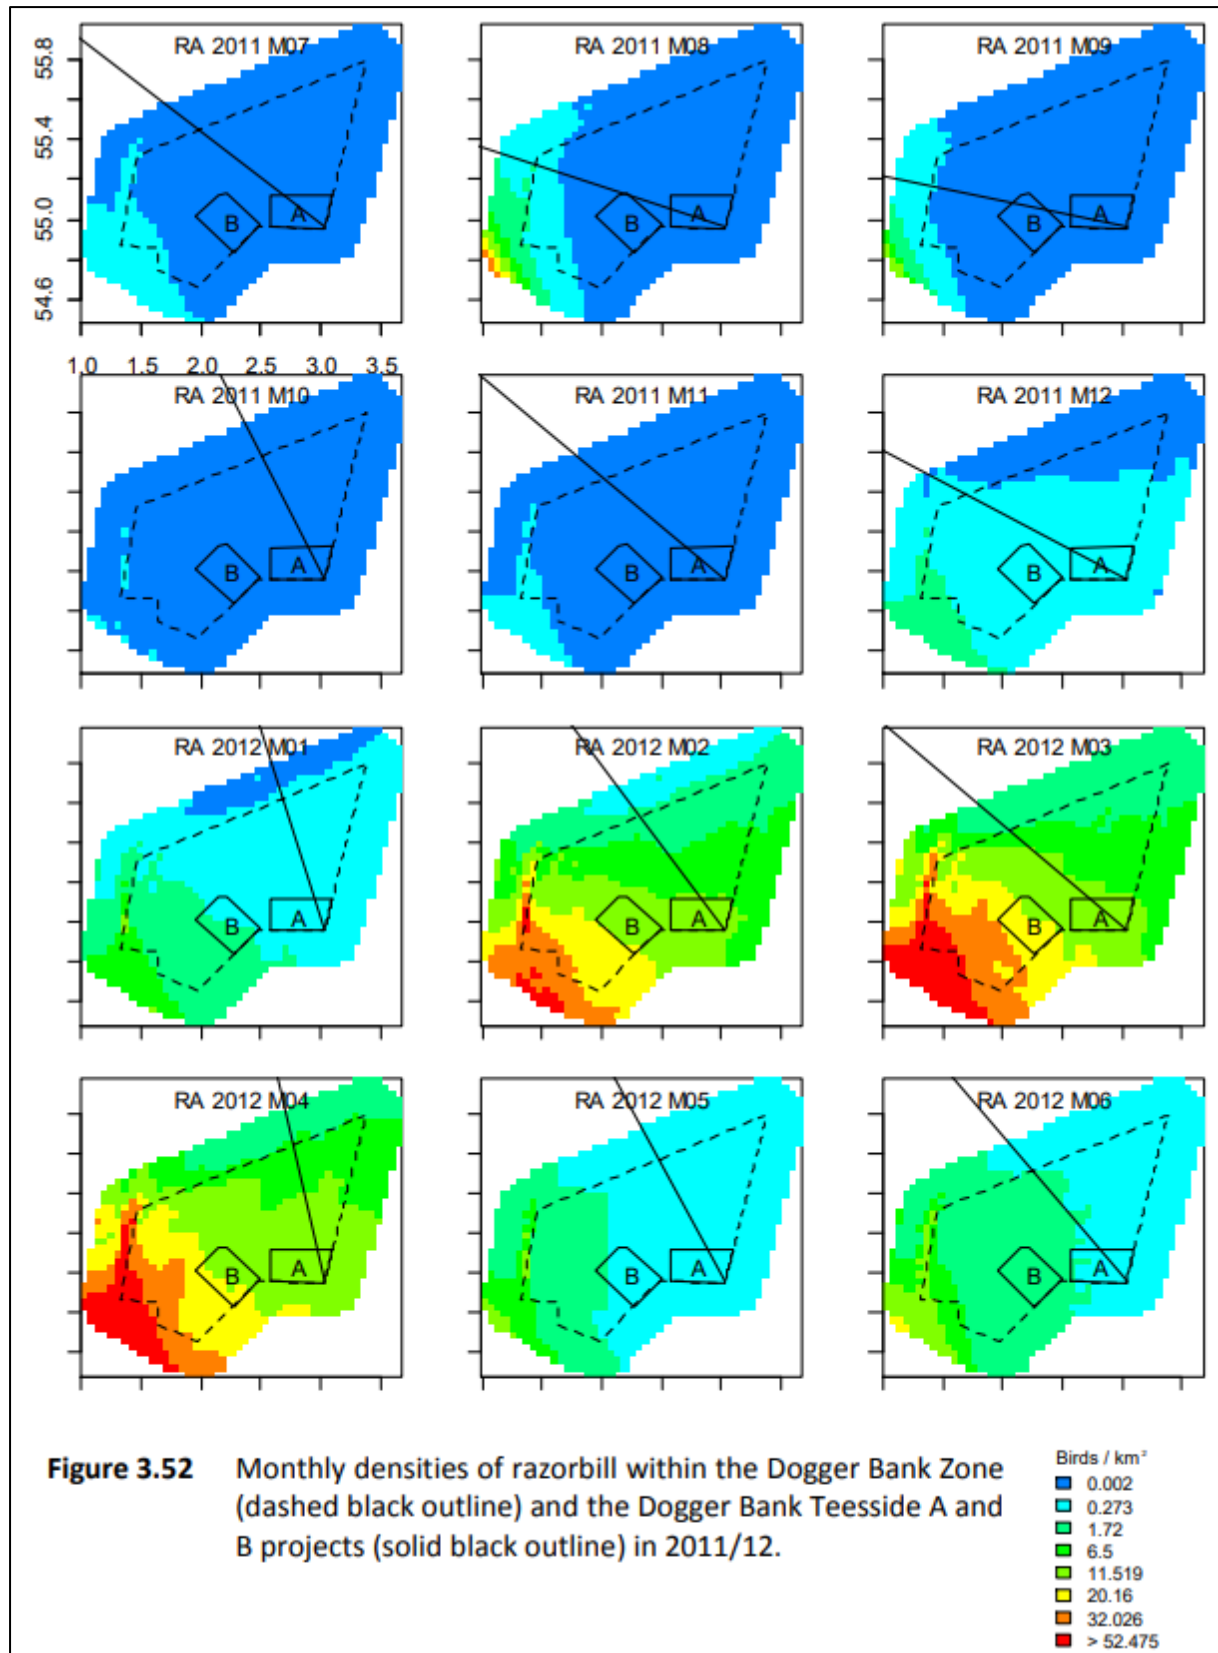 RA 2011 M07
RA 2011 M08
RA 2011 M09
55.8
55.4
55.0
54.6
B
A
B
A
B
A
1.0 1.5 2.0 2.5 3.0 3.5
RA 2011 M10
RA 2011 M11
RA 2011 M12
B
A
B
A
B
A
RA 2012 M01
RA 2012 M02
RA 2012 M03
B
A
B
A
B
A
RA 2012 M04
RA 2012 M05
RA 2012 M06
B
A
B
A
B
A
Figure 3.52 Monthly densities of razorbill within the Dogger Bank Zone
(dashed black outline) and the Dogger Bank Teesside A and
B projects (solid black outline) in 2011/12.
Birds / km²
0.002
0.273
1.72
6.5
11.519
20.16
32.026
> 52.475